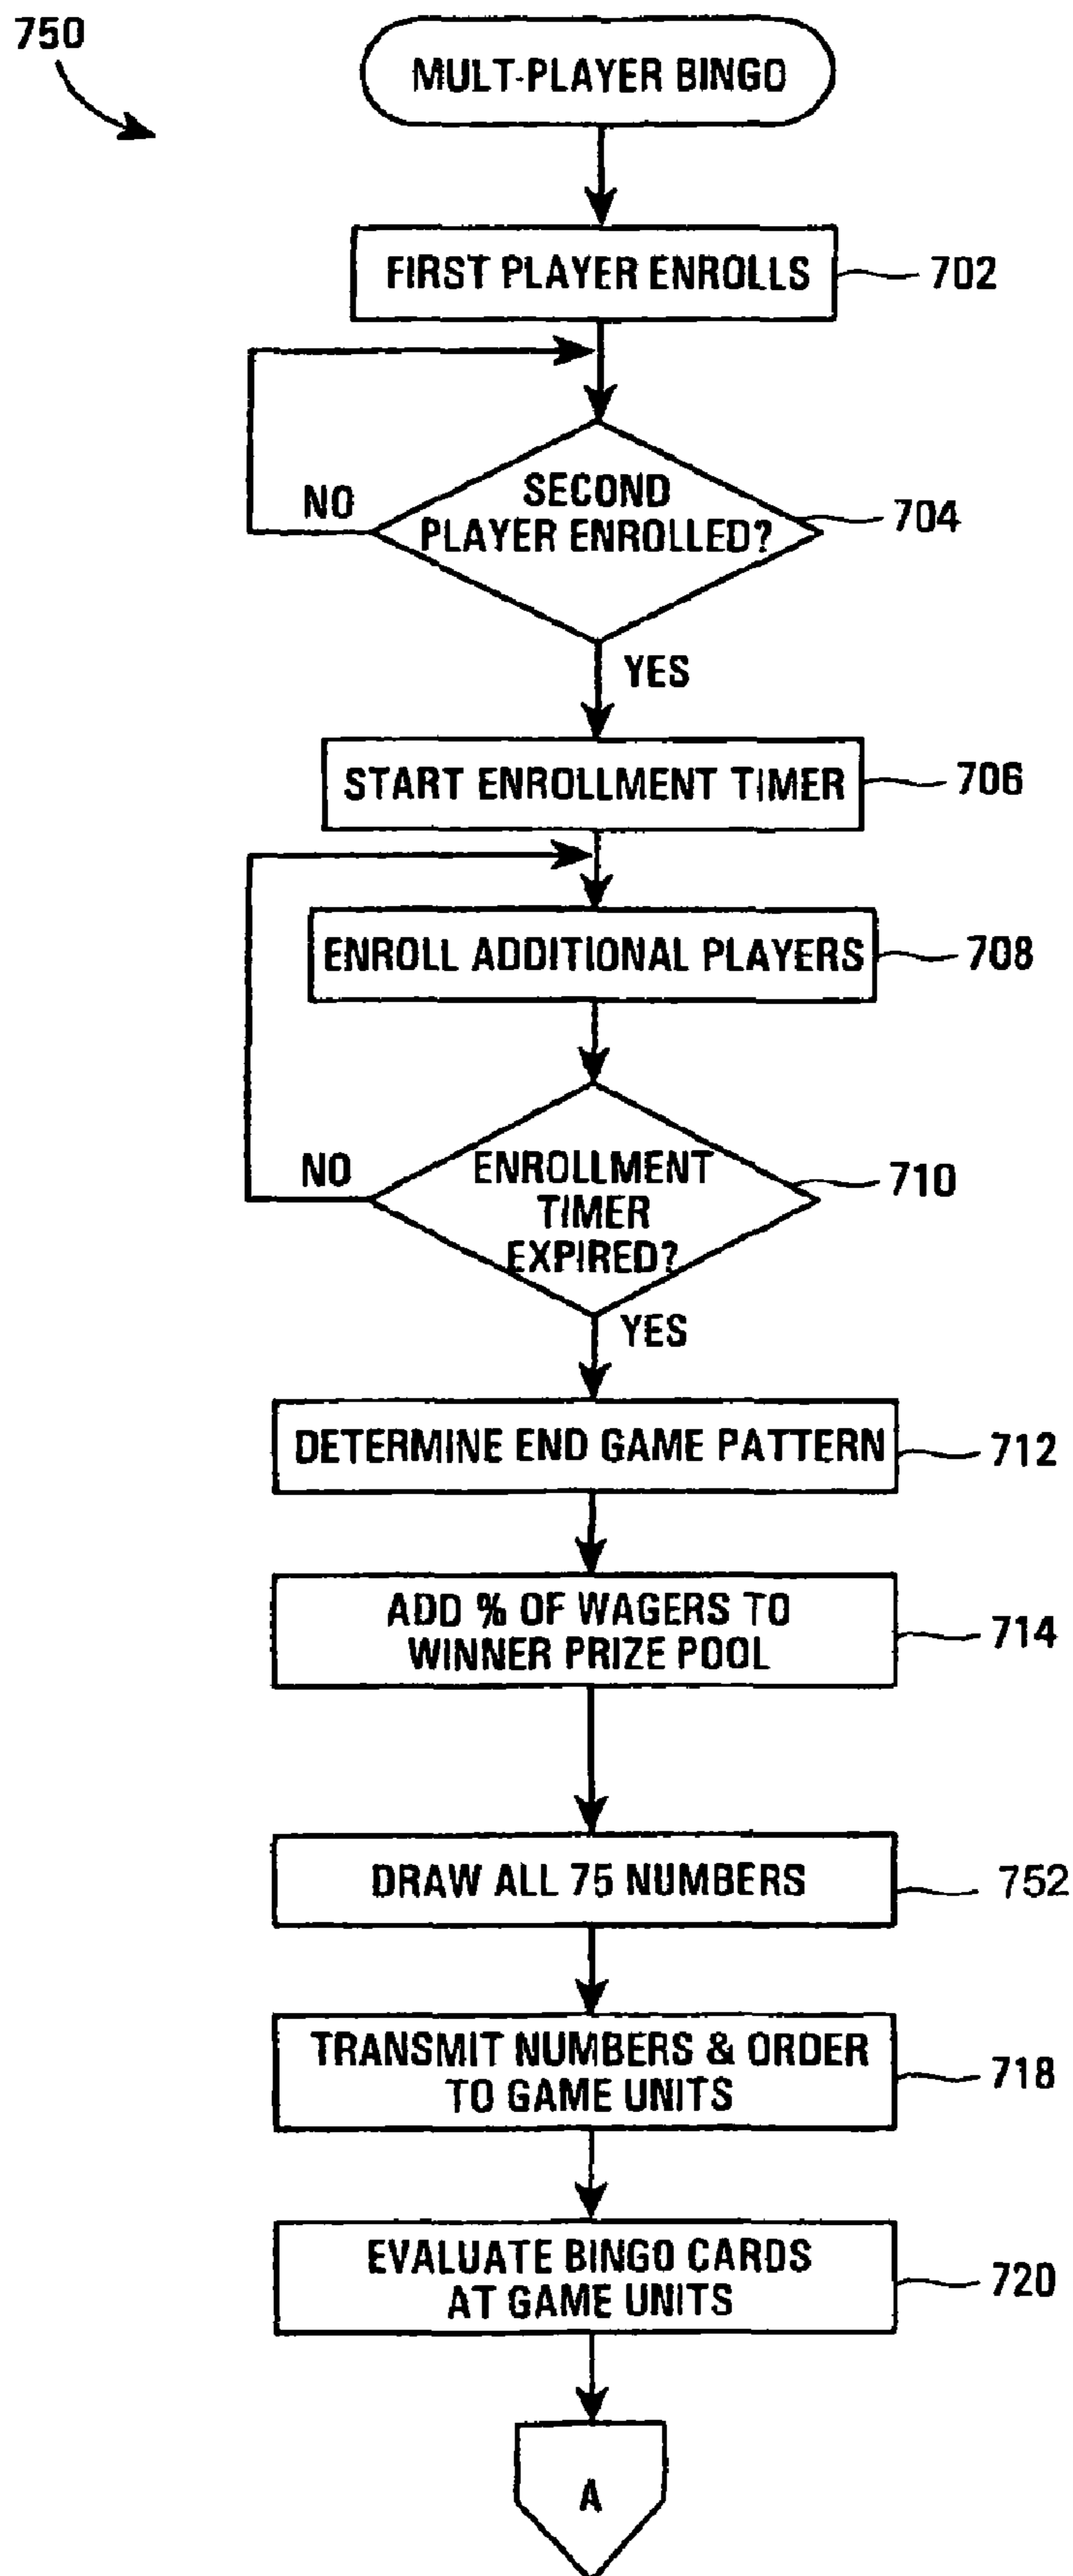 750
MULT-PLAYER BINGO
FIRST PLAYER ENROLLS
702
SECOND
PLAYER ENROLLED?
704
NO
YES
START ENROLLMENT TIMER
706
ENROLL ADDITIONAL PLAYERS
708
ENROLLMENT
TIMER
EXPIRED?
710
NO
YES
DETERMINE END GAME PATTERN
712
ADD % OF WAGERS TO
WINNER PRIZE POOL
714
DRAW ALL 75 NUMBERS
752
TRANSMIT NUMBERS & ORDER
TO GAME UNITS
718
EVALUATE BINGO CARDS
AT GAME UNITS
720
A